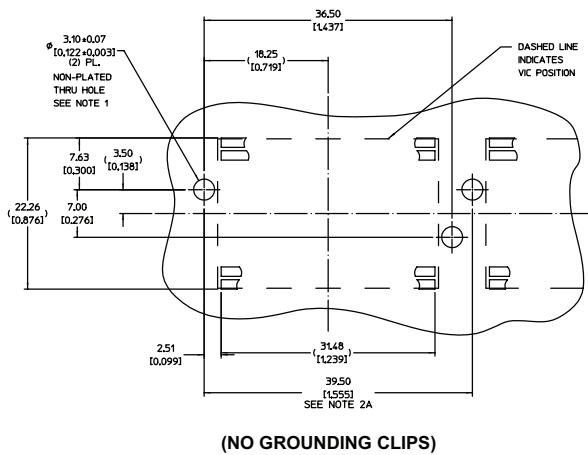 36.50
[1.437]
ø 3.10±0.07
[0.122±0.003]
(2) PL.
NON-PLATED
THRU HOLE
SEE NOTE 1
18.25
([0.719])
DASHED LINE
INDICATES
VIC POSITION
7.63
[0.300]
3.50
([0.138])
22.26
([0.876])
7.00
[0.276]
2.51
[0.099]
31.48
([1.239])
39.50
[1.555]
SEE NOTE 2A
(NO GROUNDING CLIPS)